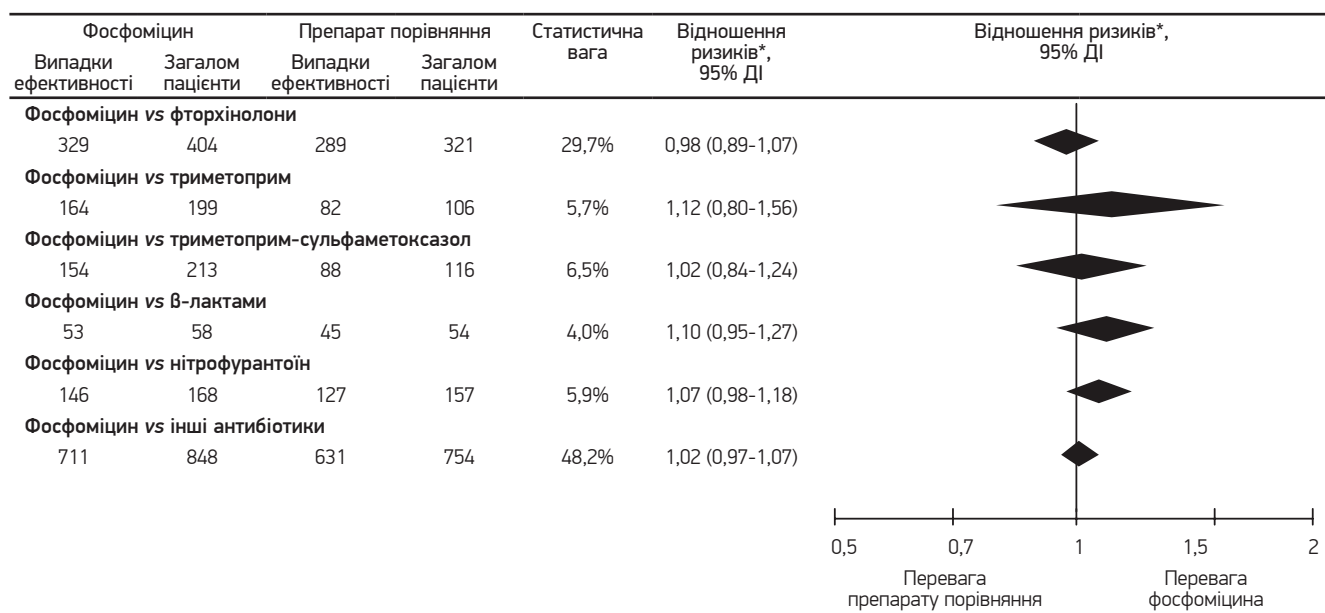 Фосфоміцин Препарат порівняння Статистична вага Відношення ризиків*, 95% ДІ Відношення ризиків*, 95% ДІ
Випадки ефективності Загалом пацієнти Випадки ефективності Загалом пацієнти
Фосфоміцин vs фторхінолони
329 404 289 321 29,7% 0,98 (0,89-1,07)
Фосфоміцин vs триметоприм
164 199 82 106 5,7% 1,12 (0,80-1,56)
Фосфоміцин vs триметоприм-сульфаметоксазол
154 213 88 116 6,5% 1,02 (0,84-1,24)
Фосфоміцин vs β-лактами
53 58 45 54 4,0% 1,10 (0,95-1,27)
Фосфоміцин vs нітрофурантоїн
146 168 127 157 5,9% 1,07 (0,98-1,18)
Фосфоміцин vs інші антибіотики
711 848 631 754 48,2% 1,02 (0,97-1,07)
0,5 0,7 1 1,5 2
Перевага препарату порівняння Перевага фосфоміцина